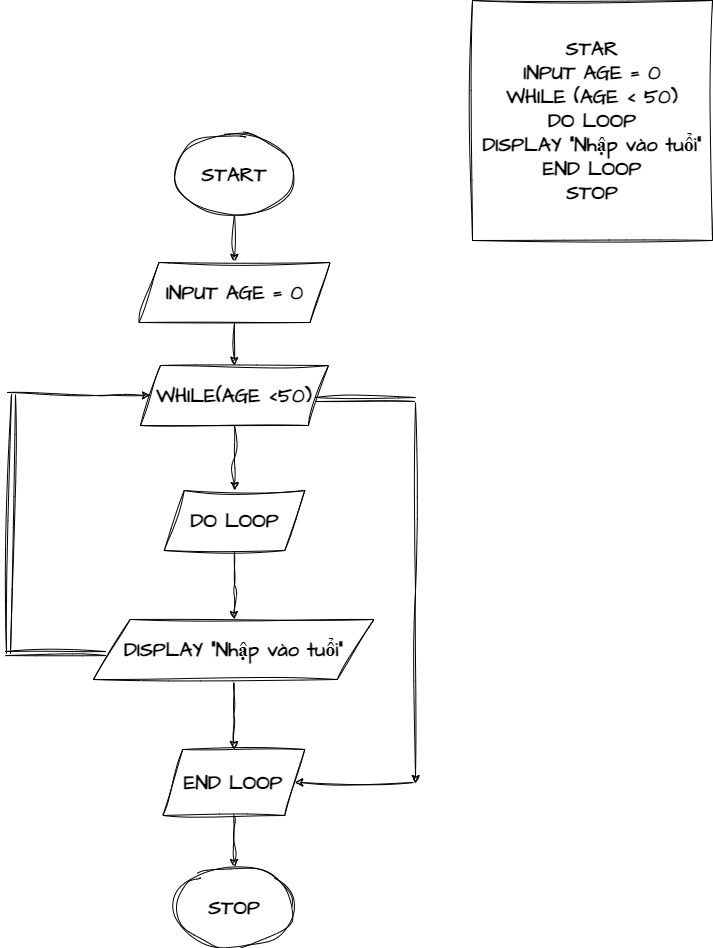 STAR
INPUT AGE = 0
WHILE (AGE < 50)
DO LOOP
DISPLAY "Nhập vào tuổi"
END LOOP
STOP
START
INPUT AGE = 0
WHILE(AGE <50)
DO LOOP
DISPLAY "Nhập vào tuổi"
END LOOP
STOP